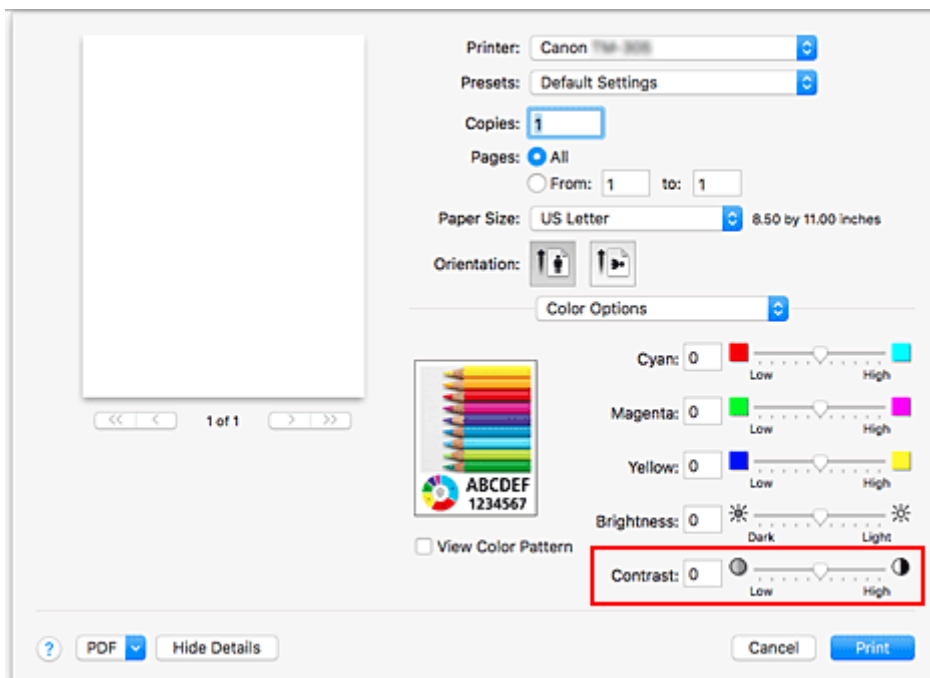 Printer: Canon
Presets: Default Settings
Copies: 1
Pages: All
From: 1 to: 1
Paper Size: US Letter 8.50 by 11.00 inches
Orientation:
Color Options
1 of 1
ABCDEF
1234567
View Color Pattern
Cyan: 0
Low High
Magenta: 0
Low High
Yellow: 0
Low High
Brightness: 0
Dark Light
Contrast: 0
Low High
? PDF Hide Details Cancel Print